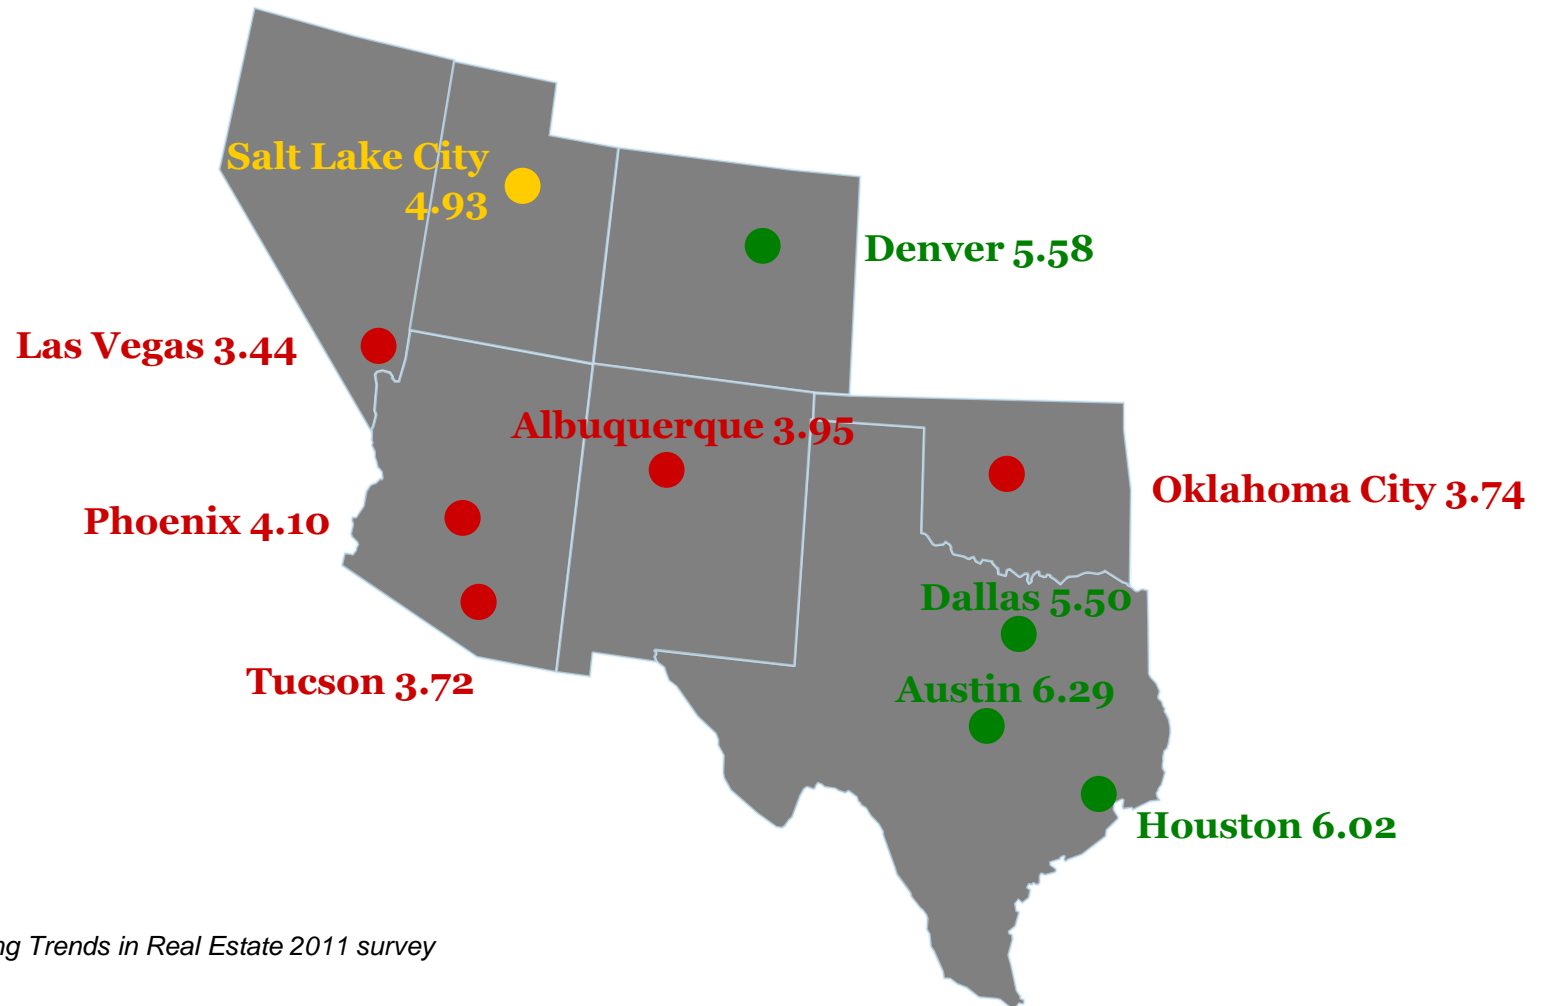 Salt Lake City
4.93
Denver 5.58
Las Vegas 3.44
Albuquerque 3.95
Oklahoma City 3.74
Phoenix 4.10
Dallas 5.50
Tucson 3.72
Austin 6.29
Houston 6.02
Trends in Real Estate 2011 survey